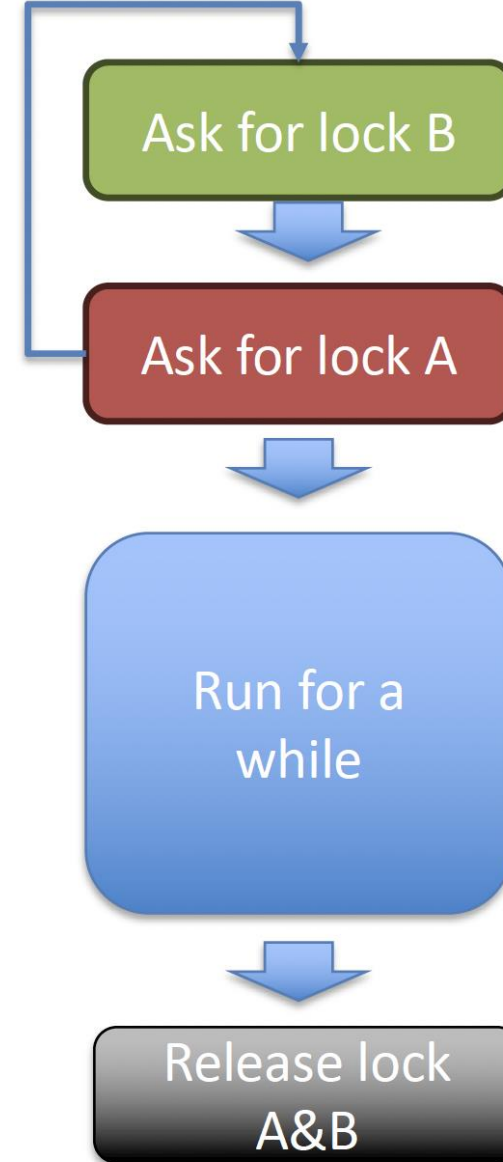 Ask for lock B
Ask for lock A
Run for a
while
Release lock
A&B